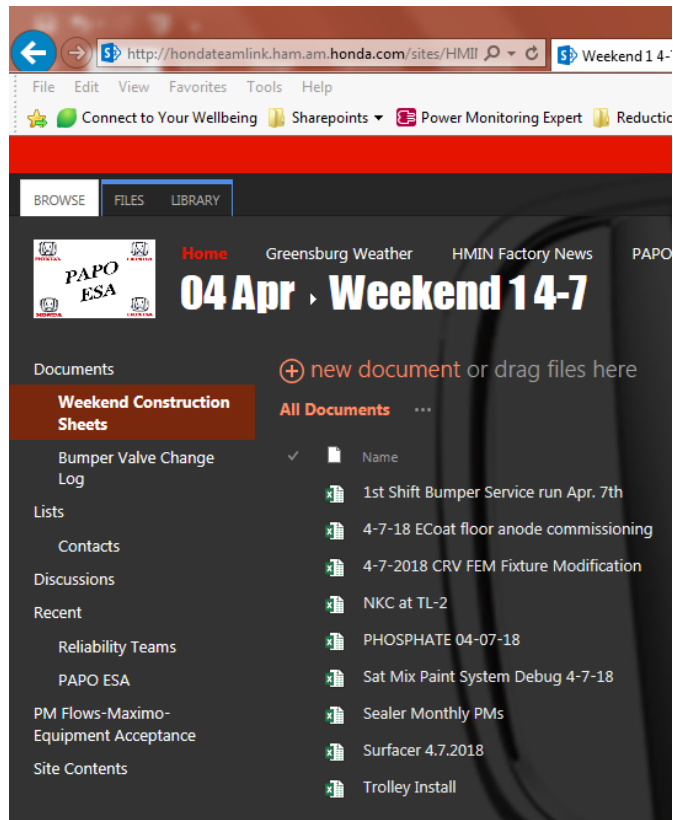 http://hondateamlink.ham.am.honda.com/sites/HMII
Weekend 1 4-
File Edit View Favorites Tools Help
Connect to Your Wellbeing Sharepoints Power Monitoring Expert Reductic
BROWSE FILES LIBRARY
PAPO
ESA
HONDA
HONDA
Home Greensburg Weather HMIN Factory News PAPO
04 Apr › Weekend 1 4-7
Documents
Weekend Construction
Sheets
Bumper Valve Change
Log
Lists
Contacts
Discussions
Recent
Reliability Teams
PAPO ESA
PM Flows-Maximo-
Equipment Acceptance
Site Contents
new document or drag files here
All Documents ...
Name
1st Shift Bumper Service run Apr. 7th
4-7-18 ECoat floor anode commissioning
4-7-2018 CRV FEM Fixture Modification
NKC at TL-2
PHOSPHATE 04-07-18
Sat Mix Paint System Debug 4-7-18
Sealer Monthly PMs
Surfacer 4.7.2018
Trolley Install